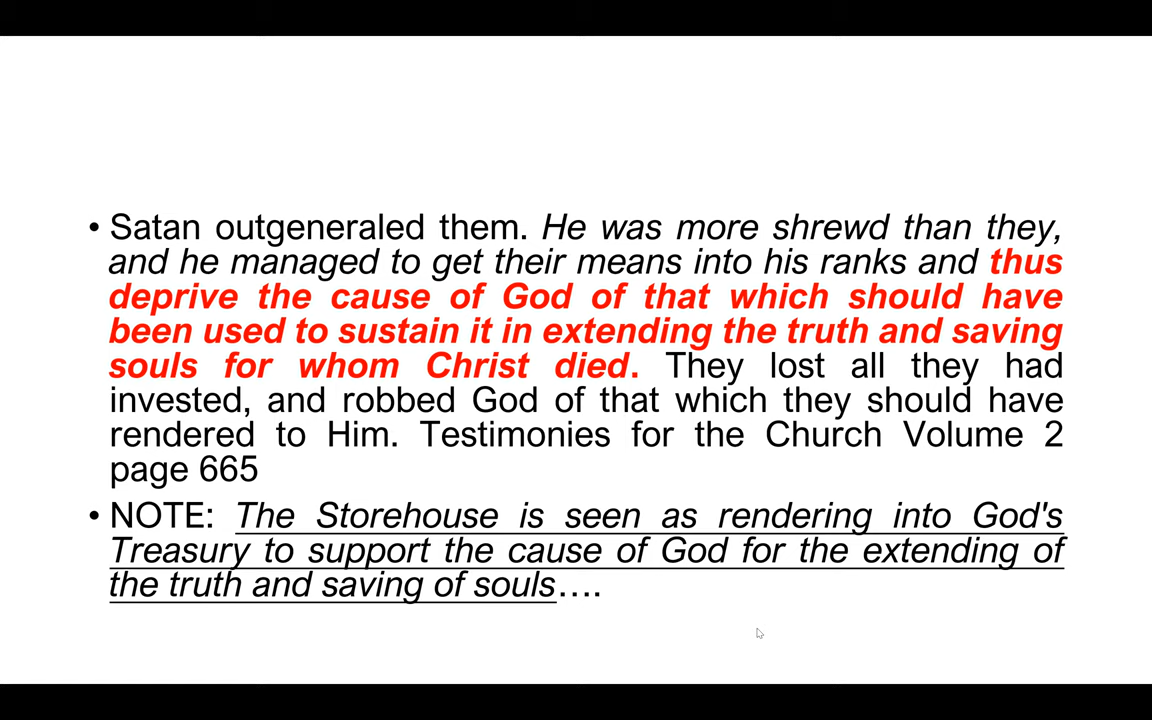 • Satan outgeneraled them. He was more shrewd than they,
and he managed to get their means into his ranks and thus
deprive the cause of God of that which should have
been used to sustain it in extending the truth and saving
souls for whom Christ died. They lost all they had
invested, and robbed God of that which they should have
rendered to Him. Testimonies for the Church Volume 2
page 665
• NOTE: The Storehouse is seen as rendering into God's
Treasury to support the cause of God for the extending of
the truth and saving of souls….